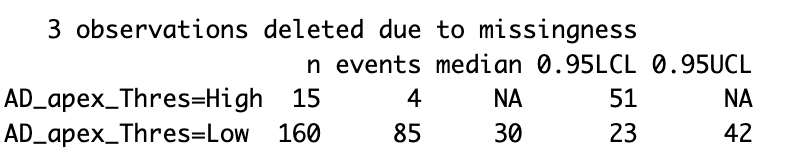 3 observations deleted due to missingness
n events median 0.95LCL 0.95UCL
AD_apex_Thres=High 15 4 NA 51 NA
AD_apex_Thres=Low 160 85 30 23 42